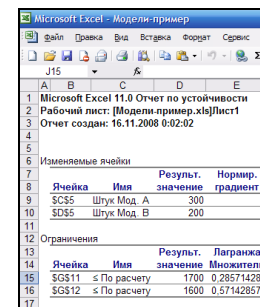 Microsoft Excel - Модели-пример
Файл Правка Вид Вставка Формат Сервис
J15 fx
A B C D E
1 Microsoft Excel 11.0 Отчет по устойчивости
2 Рабочий лист: [Модели-пример.xls]Лист1
3 Отчет создан: 16.11.2008 0:02:02
4
5
6 Изменяемые ячейки
7 Результ. Нормир.
8 Ячейка Имя значение градиент
9 $C$5 Штук Мод. А 300
10 $D$5 Штук Мод. В 200
11
12 Ограничения
13 Результ. Лагранжа
14 Ячейка Имя значение Множитель
15 $G$11 ≤ По расчету 1700 0,28571428
16 $G$12 ≤ По расчету 1600 0,57142857
17